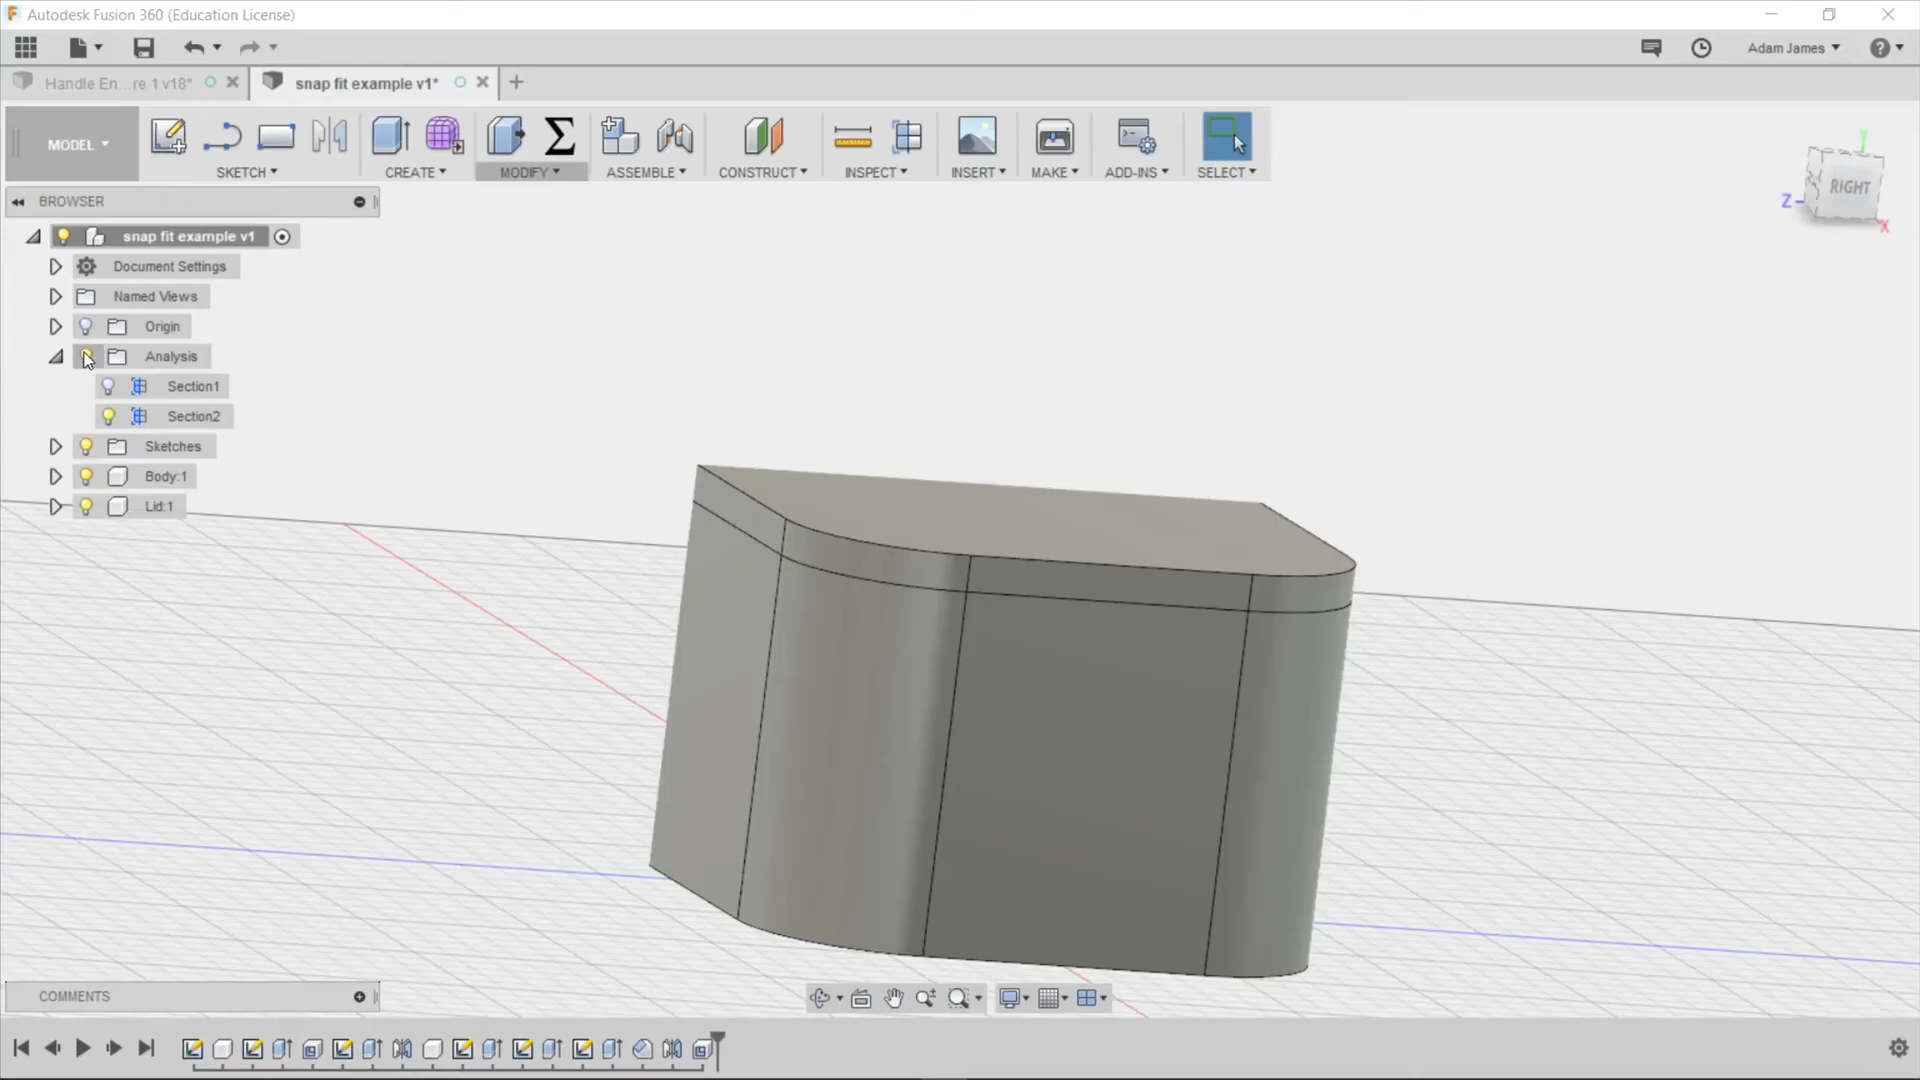 Autodesk Fusion 360 (Education License)
Adam James
Handle En...re 1 v18*
snap fit example v1*
MODEL
SKETCH
CREATE
MODIFY
ASSEMBLE
CONSTRUCT
INSPECT
INSERT
MAKE
ADD-INS
SELECT
Y
RIGHT
Z
X
BROWSER
snap fit example v1
Document Settings
Named Views
Origin
Analysis
Section1
Section2
Sketches
Body:1
Lid:1
COMMENTS